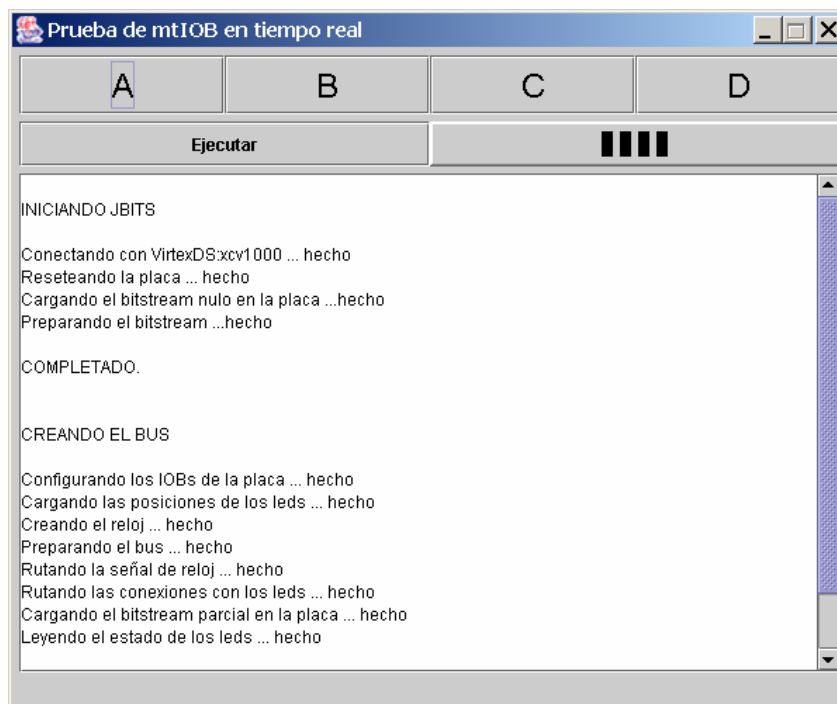 Prueba de mtIOB en tiempo real
A B C D
Ejecutar
INICIANDO JBITS
Conectando con VirtexDS:xcv1000 ... hecho
Reseteando la placa ... hecho
Cargando el bitstream nulo en la placa ...hecho
Preparando el bitstream ...hecho
COMPLETADO.
CREANDO EL BUS
Configurando los IOBs de la placa ... hecho
Cargando las posiciones de los leds ... hecho
Creando el reloj ... hecho
Preparando el bus ... hecho
Rutando la señal de reloj ... hecho
Rutando las conexiones con los leds ... hecho
Cargando el bitstream parcial en la placa ... hecho
Leyendo el estado de los leds ... hecho